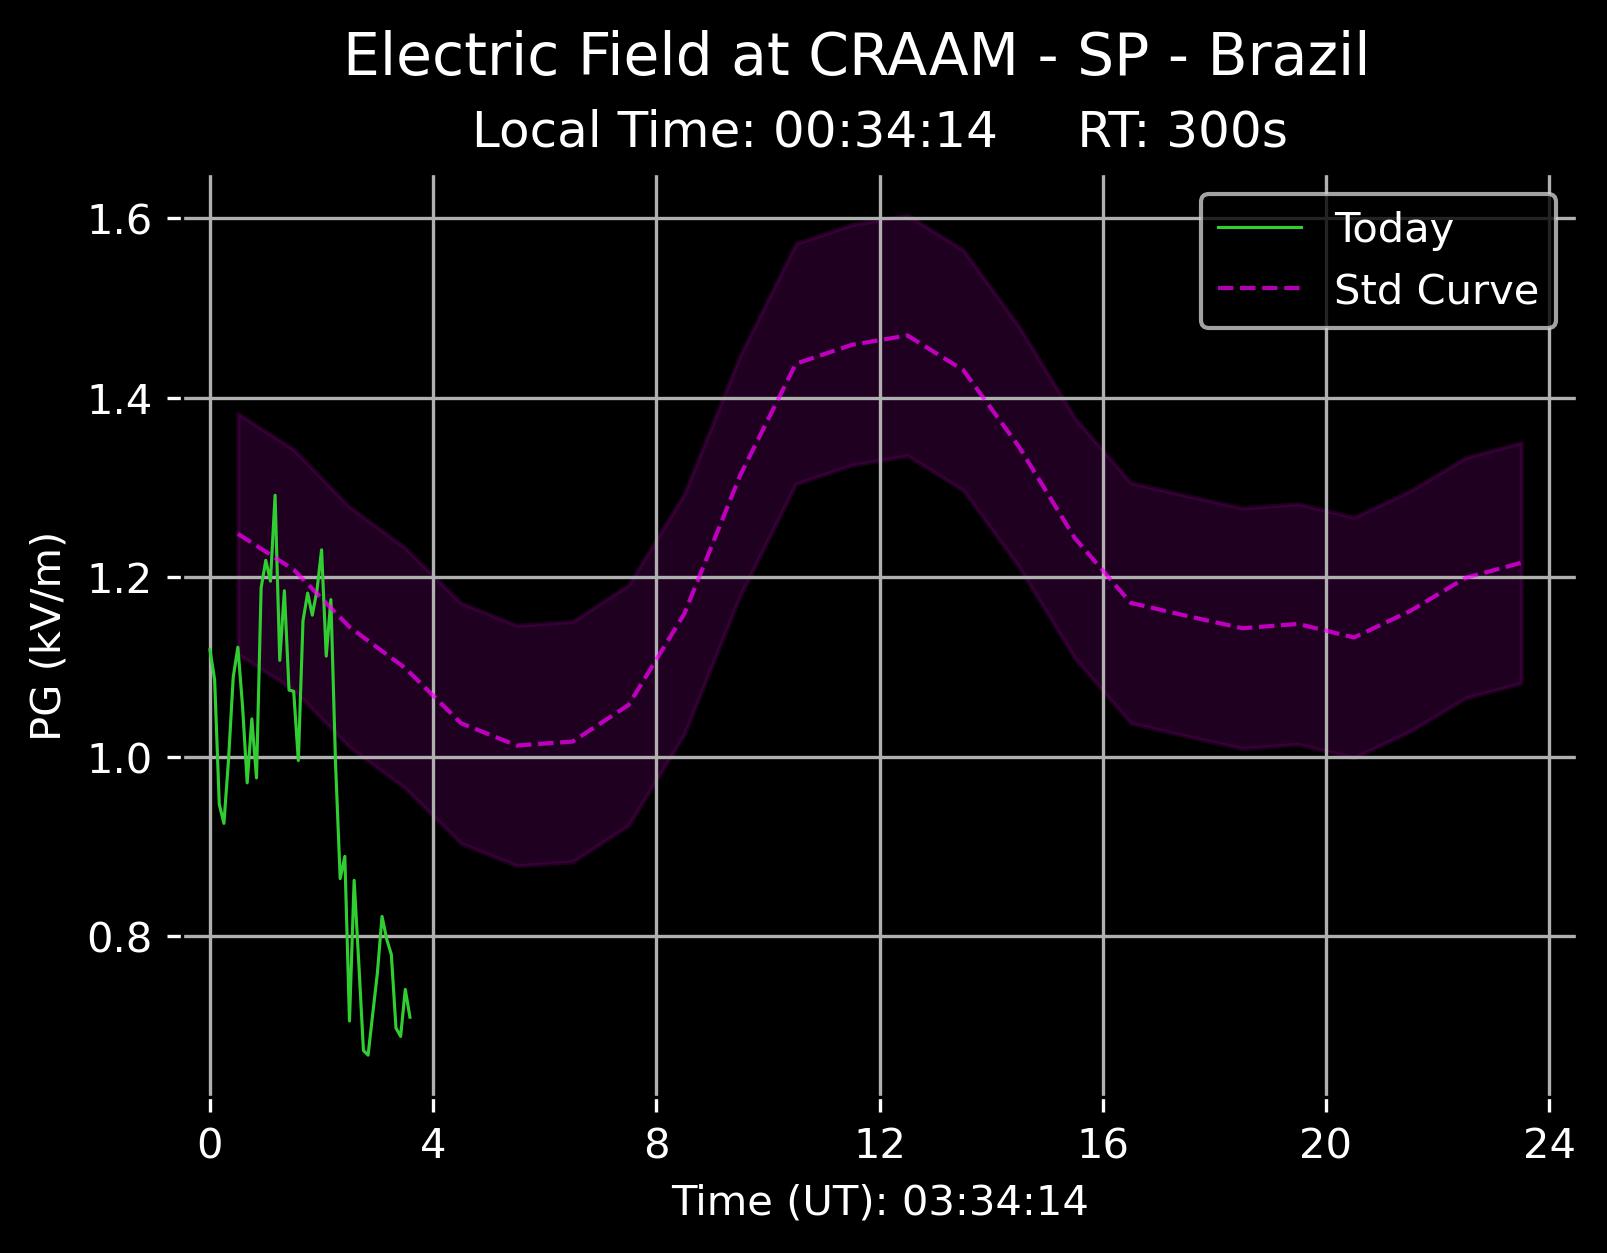 Electric Field at CRAAM - SP - Brazil
Local Time: 00:34:14 RT: 300s
Today
Std Curve
PG (kV/m)
1.6
1.4
1.2
1.0
0.8
0 4 8 12 16 20 24
Time (UT): 03:34:14